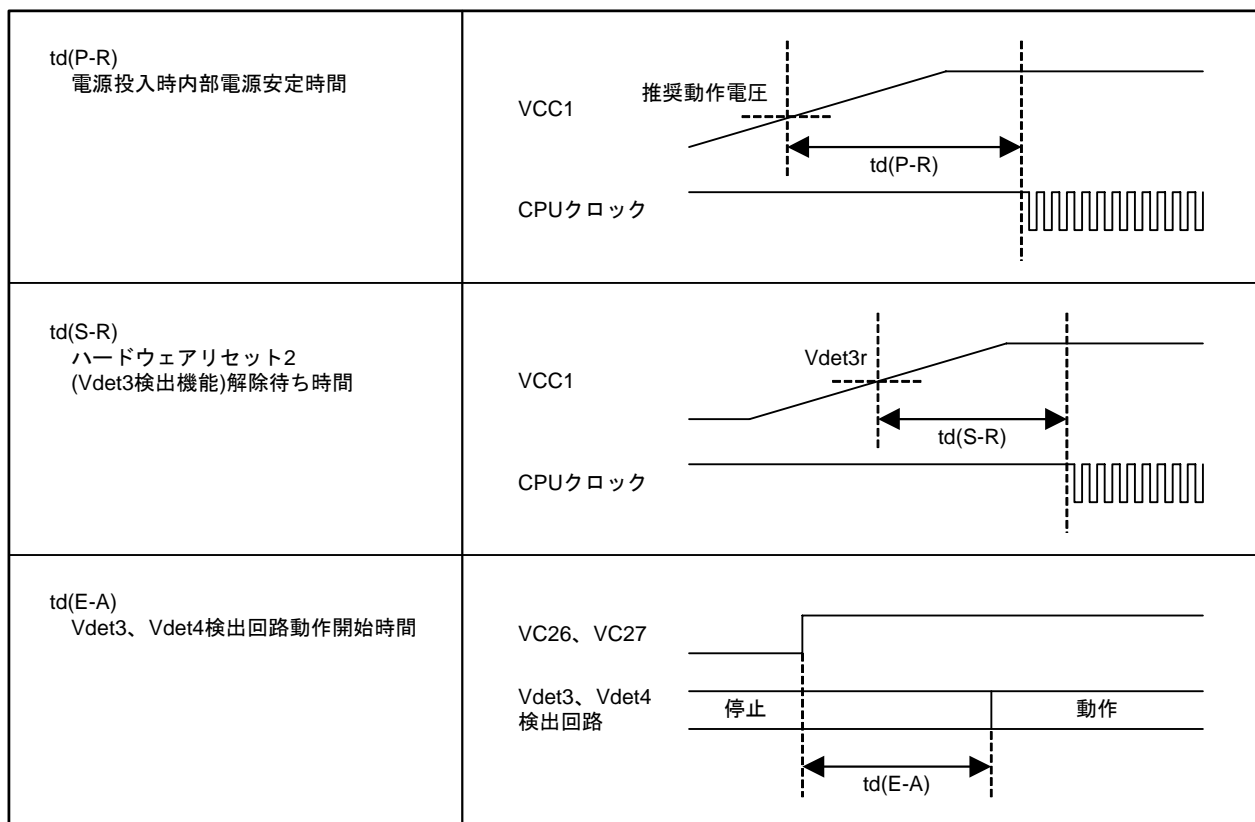 td(P-R)
電源投入時内部電源安定時間
VCC1
推奨動作電圧
td(P-R)
CPUクロック
td(S-R)
ハードウェアリセット2
(Vdet3検出機能)解除待ち時間
VCC1
Vdet3r
td(S-R)
CPUクロック
td(E-A)
Vdet3、Vdet4検出回路動作開始時間
VC26、VC27
Vdet3、Vdet4
検出回路
停止
動作
td(E-A)